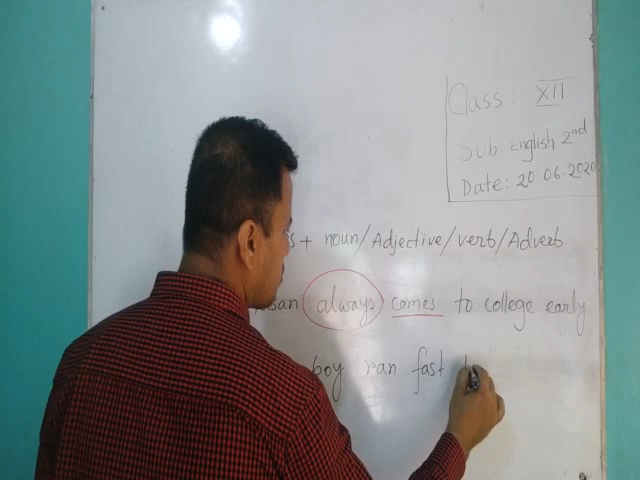 Class: XII
Sub: English 2nd
Date: 20.06.2020
+ noun/Adjective/verb/Adverb
always comes to college early
boy ran fast